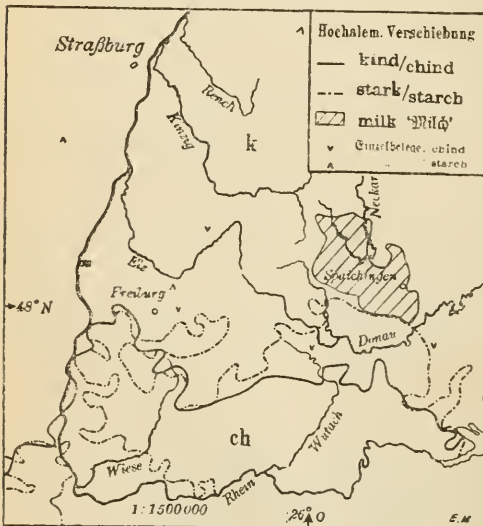 Hochalem. Verschiebung
kind/chind
stark/starch
milk 'Milch'
Einzelbelege, chind
" starch
Straßburg
Rench
Kinzig
k
Neckar
Elz
Spaichingen
Freiburg
48° N
Donau
ch
Wutach
Wiese
Rhein
1:1500000
26° O
E.M